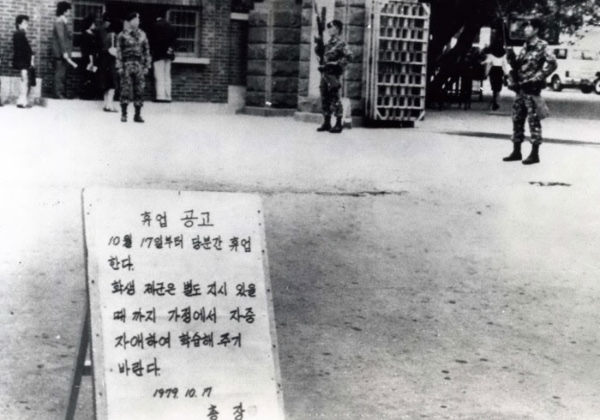 휴업 공고
10월 17일부터 당분간 휴업
한다.
학생 제군은 별도 지시 있을
때까지 가정에서 자중
자애하여 학습해 주기
바란다.
1979. 10. 17
총 장